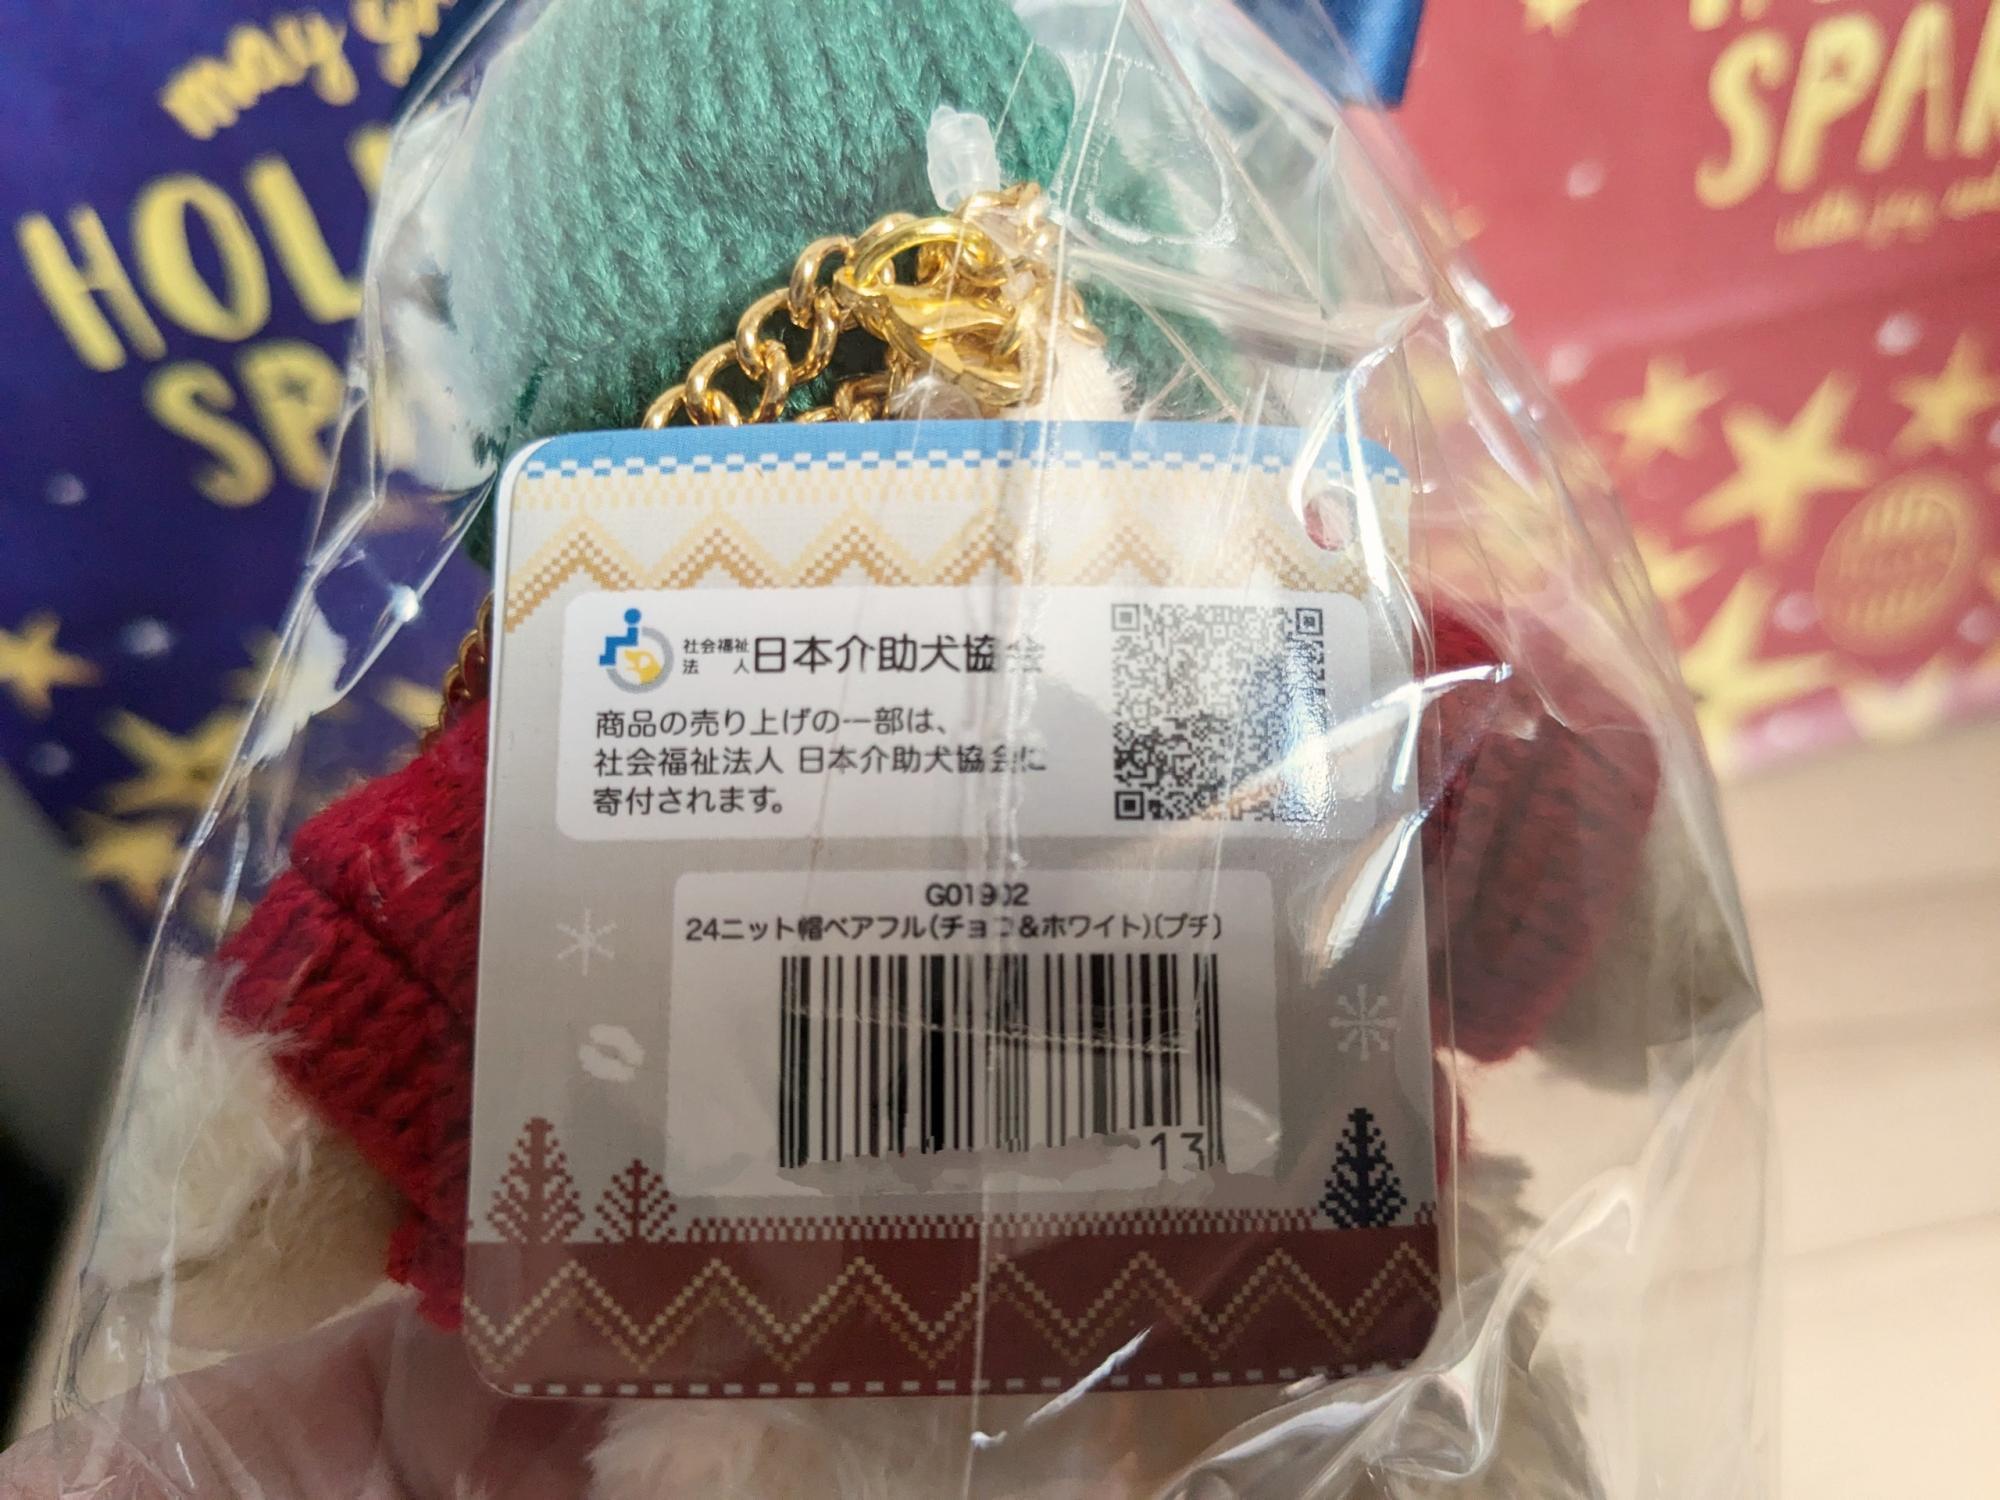 may
HOL
SP
SPAR
社会福祉法人 日本介助犬協会
商品の売り上げの一部は、
社会福祉法人 日本介助犬協会に
寄付されます。
G01902
24ニット帽ベアフル(チョコ&ホワイト)(プチ)
13